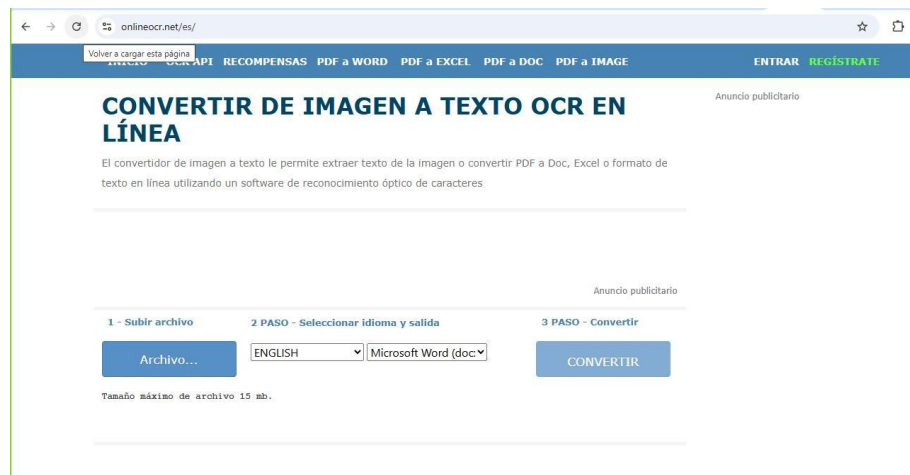 onlineocr.net/es/
Volver a cargar esta página
INICIO OCR API RECOMPENSAS PDF a WORD PDF a EXCEL PDF a DOC PDF a IMAGE ENTRAR REGÍSTRATE
CONVERTIR DE IMAGEN A TEXTO OCR EN
LÍNEA
Anuncio publicitario
El convertidor de imagen a texto le permite extraer texto de la imagen o convertir PDF a Doc, Excel o formato de
texto en línea utilizando un software de reconocimiento óptico de caracteres
Anuncio publicitario
1 - Subir archivo 2 PASO - Seleccionar idioma y salida 3 PASO - Convertir
Archivo... ENGLISH Microsoft Word (doc: CONVERTIR
Tamaño máximo de archivo 15 mb.